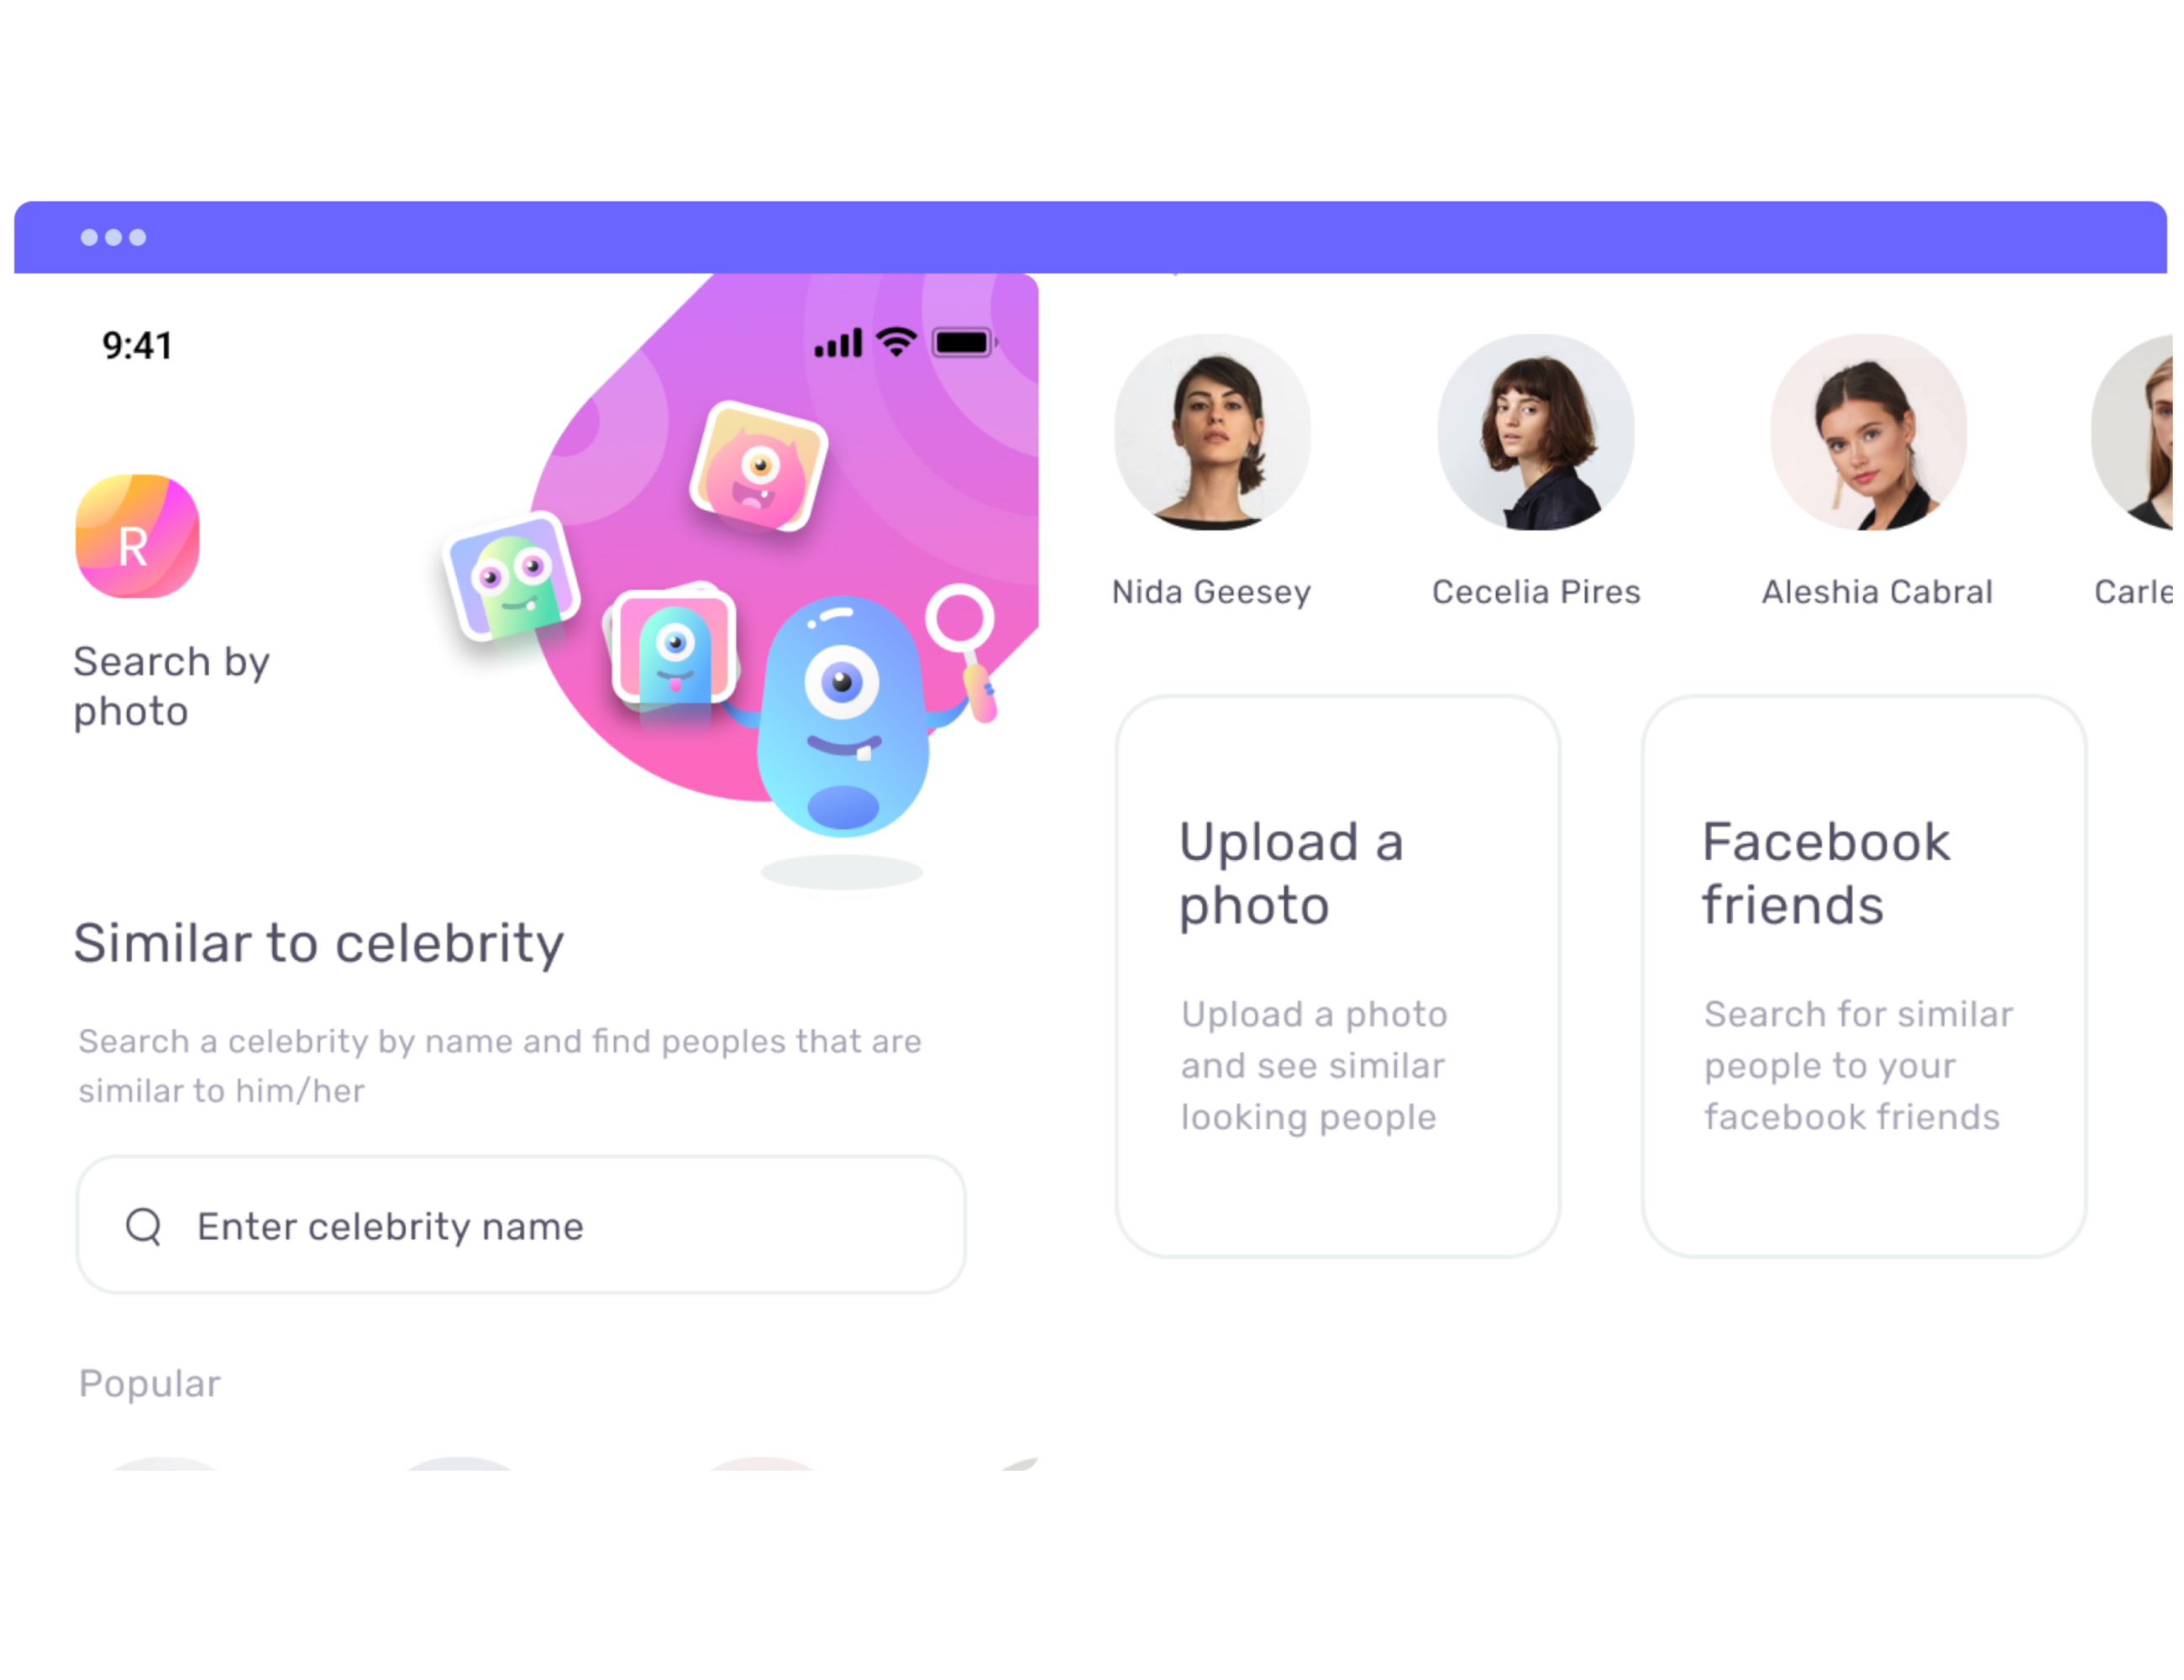 9:41
R
Search by
photo
Similar to celebrity
Search a celebrity by name and find peoples that are
similar to him/her
Enter celebrity name
Popular
Nida Geesey
Cecelia Pires
Aleshia Cabral
Carle
Upload a
photo
Upload a photo
and see similar
looking people
Facebook
friends
Search for similar
people to your
facebook friends